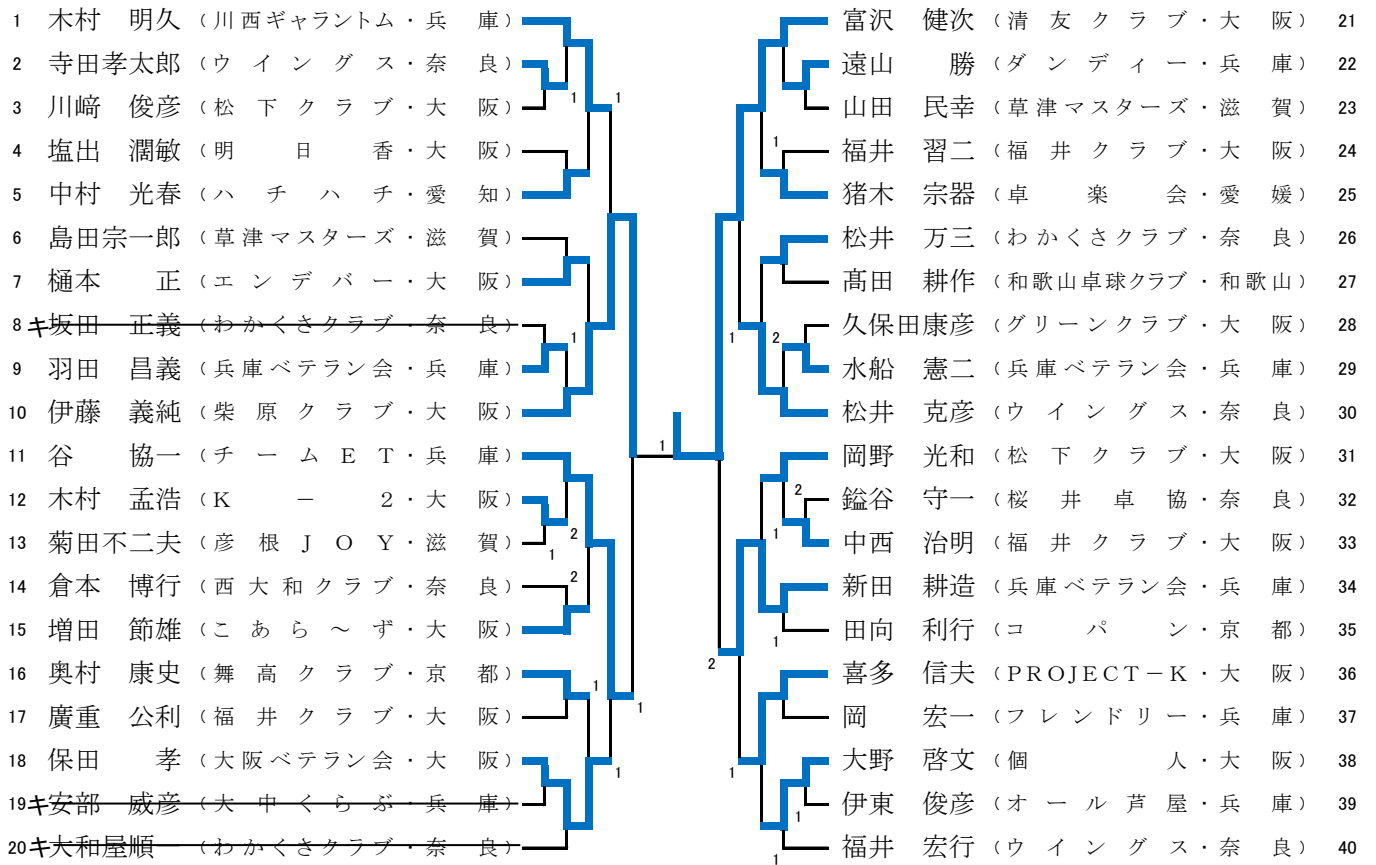 1 木村 明久 (川西ギャラントム・兵 庫)
2 寺田孝太郎 (ウイングス・奈 良)
3 川﨑 俊彦 (松下クラブ・大 阪)
4 塩出 濶敏 (明日香・大 阪)
5 中村 光春 (ハチハチ・愛 知)
6 島田宗一郎 (草津マスターズ・滋 賀)
7 樋本 正 (エンデバー・大 阪)
8 キ 坂田 正義 (わかくさクラブ・奈 良)
9 羽田 昌義 (兵庫ベテラン会・兵 庫)
10 伊藤 義純 (柴原クラブ・大 阪)
11 谷 協一 (チームET・兵 庫)
12 木村 孟浩 (K-2・大 阪)
13 菊田不二夫 (彦根JOY・滋 賀)
14 倉本 博行 (西大和クラブ・奈 良)
15 増田 節雄 (こあら~ず・大 阪)
16 奥村 康史 (舞高クラブ・京 都)
17 廣重 公利 (福井クラブ・大 阪)
18 保田 孝 (大阪ベテラン会・大 阪)
19 キ 安部 威彦 (大中くらぶ・兵 庫)
20 キ 大和屋順一 (わかくさクラブ・奈 良)
1
1
1
1
2
2
1
1
1
1
富沢 健次 (清友クラブ・大 阪) 21
遠山 勝 (ダンディー・兵 庫) 22
山田 民幸 (草津マスターズ・滋 賀) 23
福井 習二 (福井クラブ・大 阪) 24
猪木 宗器 (卓楽会・愛 媛) 25
松井 万三 (わかくさクラブ・奈 良) 26
髙田 耕作 (和歌山卓球クラブ・和歌山) 27
久保田康彦 (グリーンクラブ・大 阪) 28
水船 憲二 (兵庫ベテラン会・兵 庫) 29
松井 克彦 (ウイングス・奈 良) 30
岡野 光和 (松下クラブ・大 阪) 31
鎰谷 守一 (桜井卓協・奈 良) 32
中西 治明 (福井クラブ・大 阪) 33
新田 耕造 (兵庫ベテラン会・兵 庫) 34
田向 利行 (コパン・京 都) 35
喜多 信夫 (PROJECT-K・大 阪) 36
岡 宏一 (フレンドリー・兵 庫) 37
大野 啓文 (個人・大 阪) 38
伊東 俊彦 (オール芦屋・兵 庫) 39
福井 宏行 (ウイングス・奈 良) 40
1
1
2
2
1
1
2
1
1
1